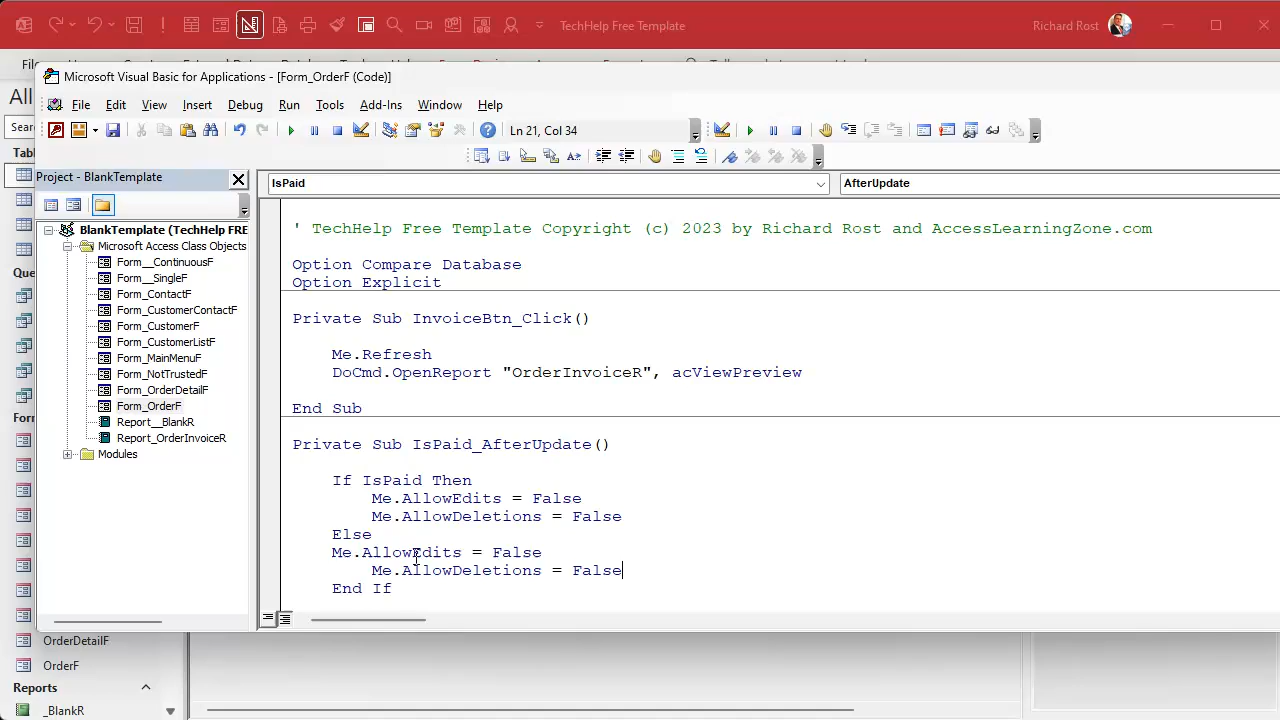 TechHelp Free Template
Richard Rost
Microsoft Visual Basic for Applications - [Form_OrderF (Code)]
File Edit View Insert Debug Run Tools Add-Ins Window Help
Ln 21, Col 34
All
Sear
Tabl
Que
Forr
Project - BlankTemplate
BlankTemplate (TechHelp FRE
Microsoft Access Class Objects
Form__ContinuousF
Form__SingleF
Form_ContactF
Form_CustomerContactF
Form_CustomerF
Form_CustomerListF
Form_MainMenuF
Form_NotTrustedF
Form_OrderDetailF
Form_OrderF
Report__BlankR
Report_OrderInvoiceR
Modules
IsPaid
AfterUpdate
' TechHelp Free Template Copyright (c) 2023 by Richard Rost and AccessLearningZone.com
Option Compare Database
Option Explicit
Private Sub InvoiceBtn_Click()
Me.Refresh
DoCmd.OpenReport "OrderInvoiceR", acViewPreview
End Sub
Private Sub IsPaid_AfterUpdate()
If IsPaid Then
Me.AllowEdits = False
Me.AllowDeletions = False
Else
Me.AllowEdits = False
Me.AllowDeletions = False
End If
OrderDetailF
OrderF
Reports
_BlankR